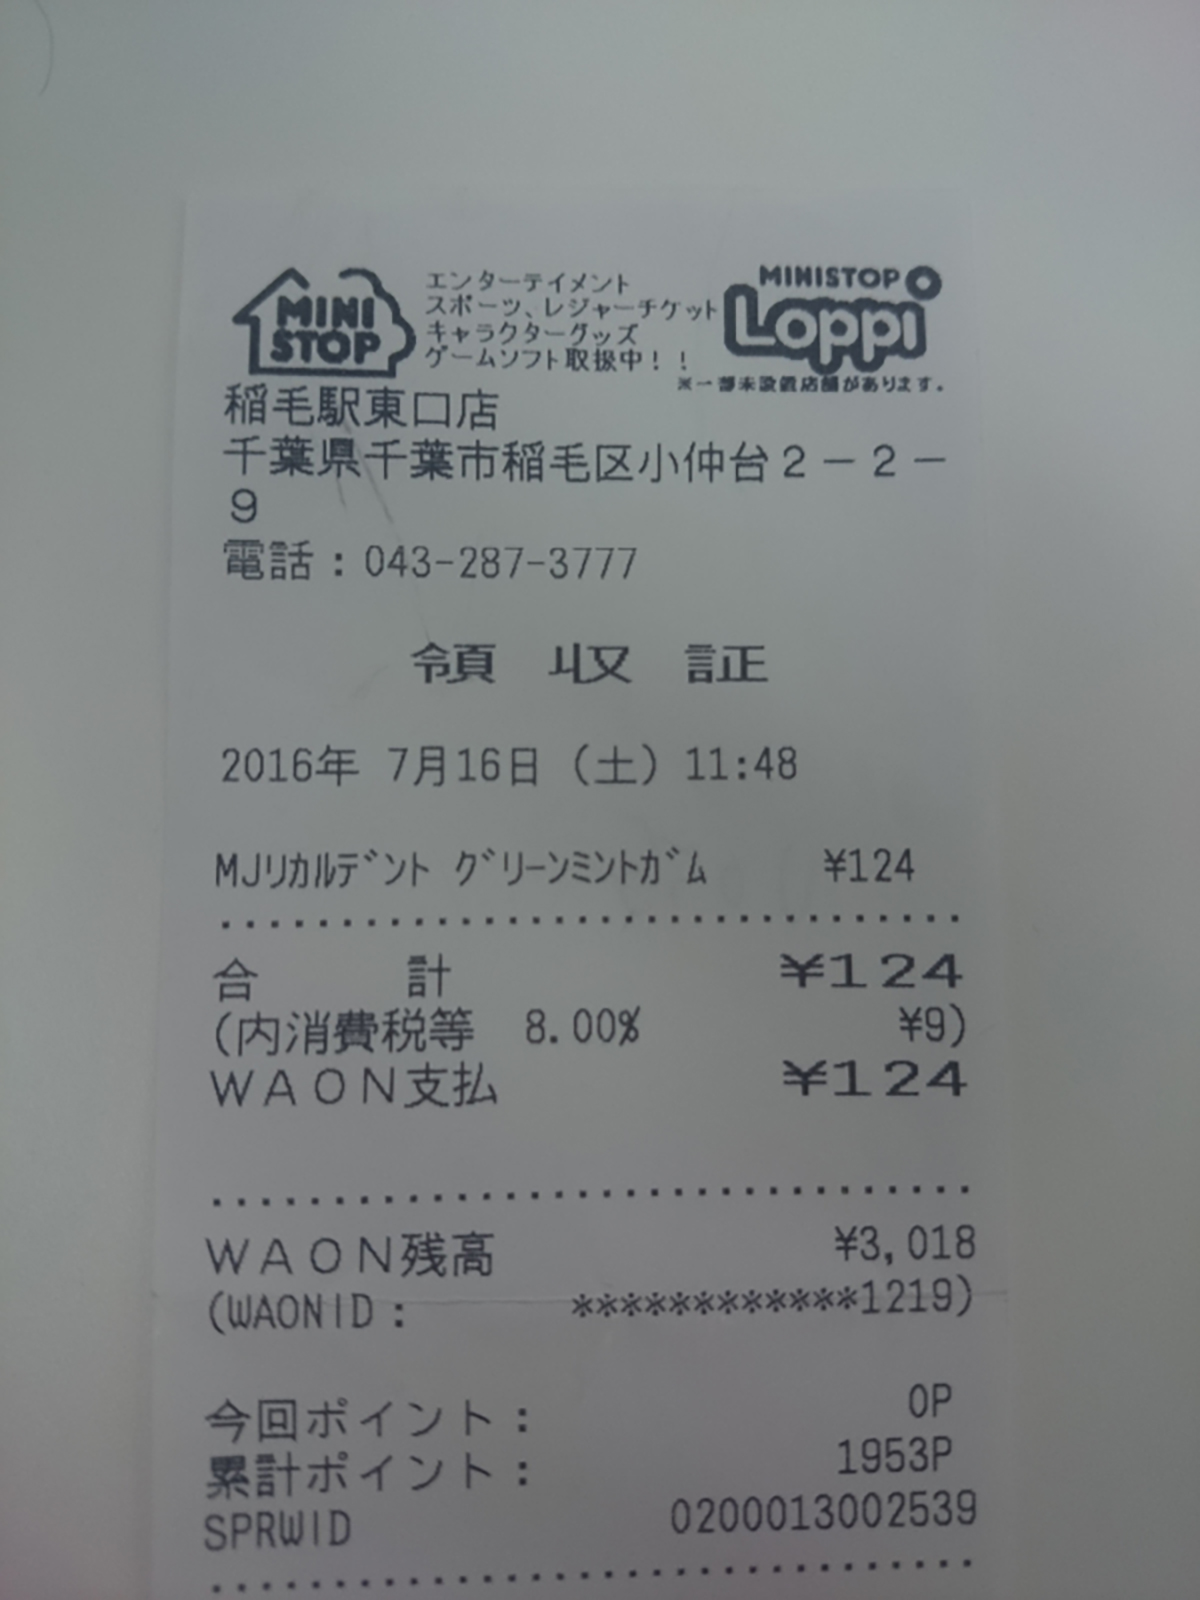 MINI STOP
エンターテイメント
スポーツ、レジャーチケット
キャラクターグッズ
ゲームソフト取扱中！！
MINISTOP
Loppi
※一部未設置店舗があります。
稲毛駅東口店
千葉県千葉市稲毛区小仲台２－２－
９
電話：043-287-3777
領収証
2016年 7月16日（土）11:48
MJﾘｶﾙﾃﾞﾝﾄ ｸﾞﾘｰﾝﾐﾝﾄｶﾞﾑ ¥124
合計 ¥124
(内消費税等 8.00% ¥9)
ＷＡＯＮ支払 ¥124
ＷＡＯＮ残高 ¥3,018
(WAONID： ************1219)
今回ポイント： 0P
累計ポイント： 1953P
SPRWID 0200013002539